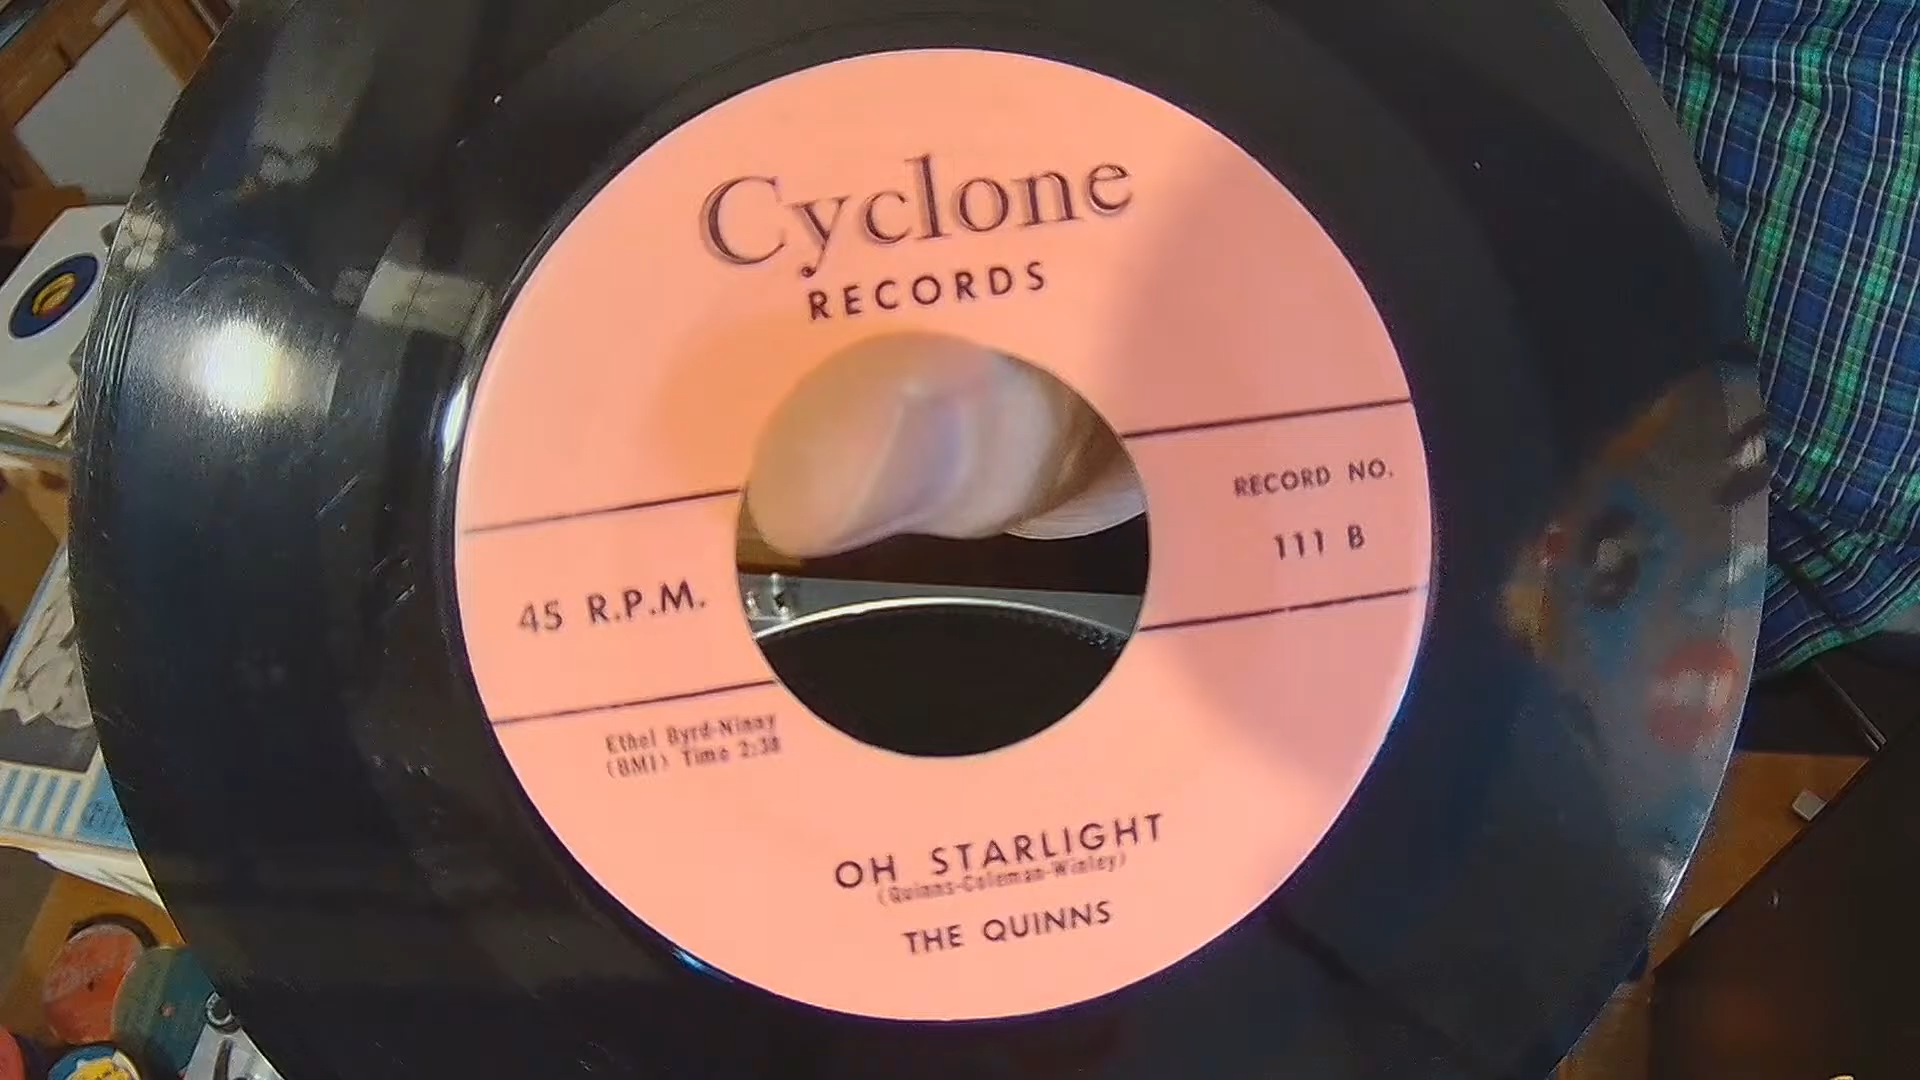 Cyclone
RECORDS
RECORD NO.
111 B
45 R.P.M.
Ethel Byrd-Ninny
(BMI) Time 2:38
OH STARLIGHT
(Quinns-Coleman-Winley)
THE QUINNS